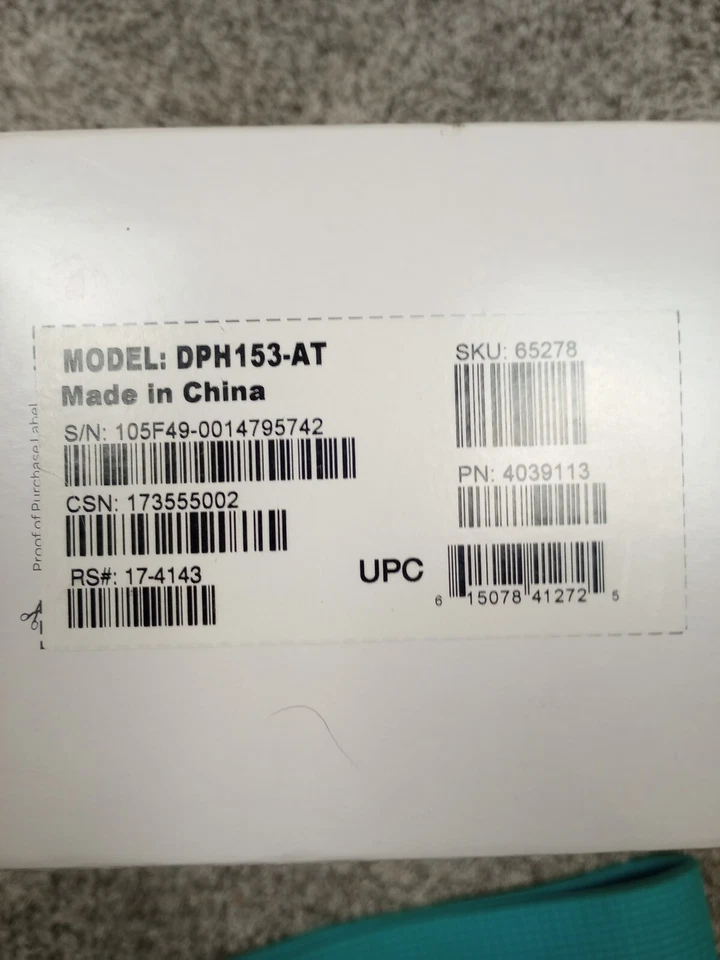 MODEL: DPH153-AT
Made in China
S/N: 105F49-0014795742
CSN: 173555002
RS#: 17-4143
SKU: 65278
PN: 4039113
UPC
6 15078 41272 5
Proof of Purchase Label